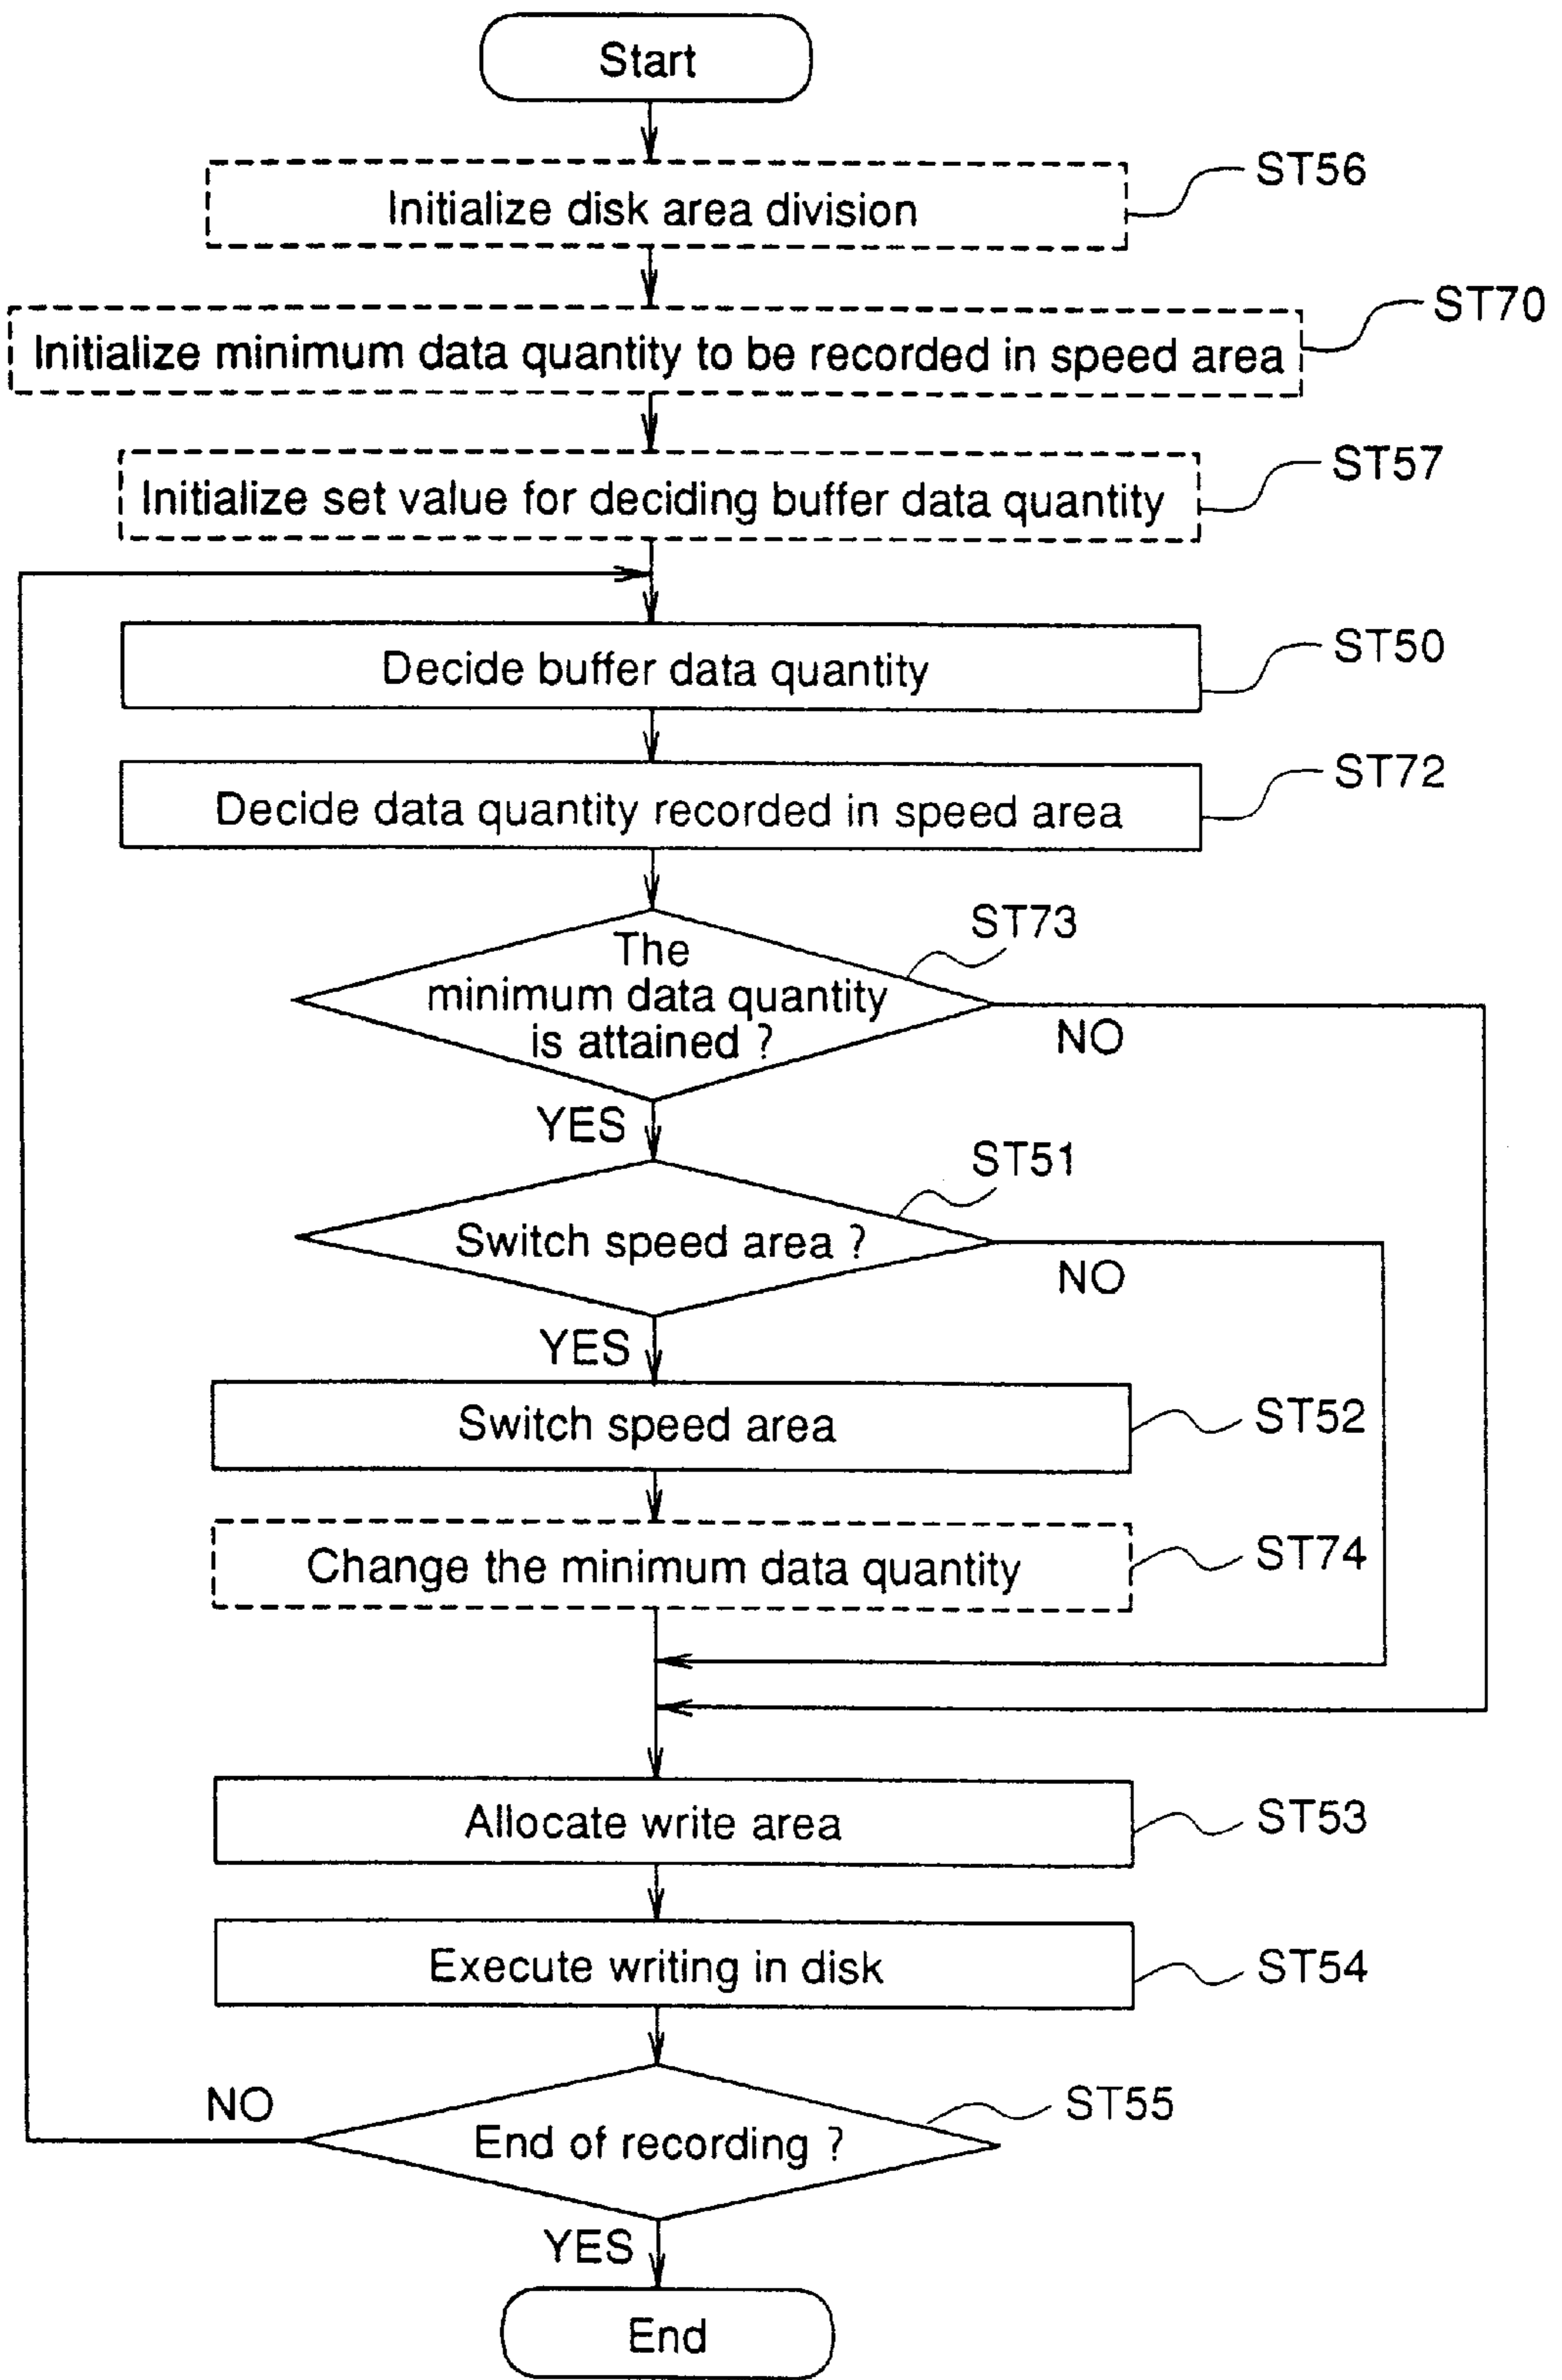 Start
Initialize disk area division
ST56
Initialize minimum data quantity to be recorded in speed area
ST70
Initialize set value for deciding buffer data quantity
ST57
Decide buffer data quantity
ST50
Decide data quantity recorded in speed area
ST72
The
minimum data quantity
is attained ?
ST73
NO
YES
Switch speed area ?
ST51
NO
YES
Switch speed area
ST52
Change the minimum data quantity
ST74
Allocate write area
ST53
Execute writing in disk
ST54
End of recording ?
ST55
NO
YES
End